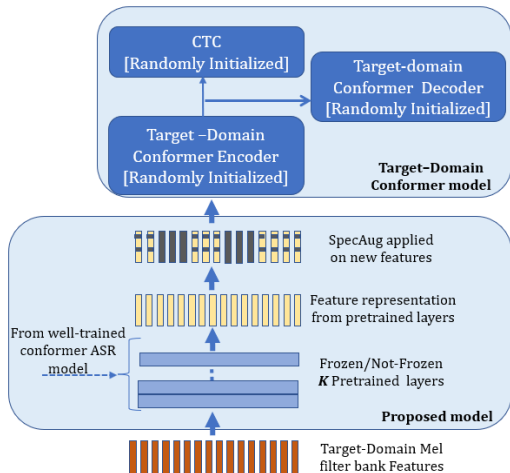 CTC
[Randomly Initialized]
Target-domain
Conformer Decoder
[Randomly Initialized]
Target –Domain
Conformer Encoder
[Randomly Initialized]
Target–Domain
Conformer model
SpecAug applied
on new features
Feature representation
from pretrained layers
From well-trained
conformer ASR
model
Frozen/Not-Frozen
K Pretrained layers
Proposed model
Target-Domain Mel
filter bank Features